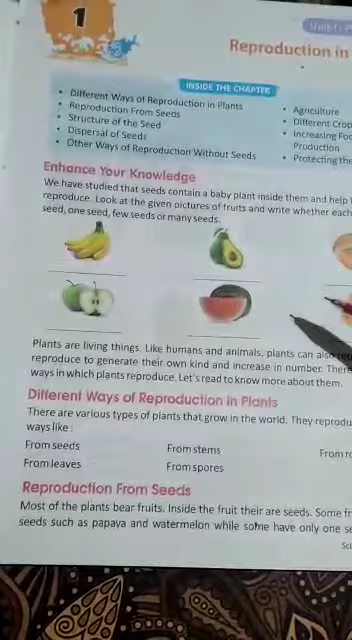 1
Reproduction in
INSIDE THE CHAPTER
• Different Ways of Reproduction in Plants
• Reproduction From Seeds
• Structure of the Seed
• Dispersal of Seeds
• Other Ways of Reproduction Without Seeds
• Agriculture
• Different Crop
• Increasing Foo
Production
• Protecting the
Enhance Your Knowledge
We have studied that seeds contain a baby plant inside them and help
reproduce. Look at the given pictures of fruits and write whether each
seed, one seed, few seeds or many seeds.
Plants are living things. Like humans and animals, plants can also
reproduce to generate their own kind and increase in number. There
ways in which plants reproduce. Let's read to know more about them.
Different Ways of Reproduction in Plants
There are various types of plants that grow in the world. They reprodu
ways like :
From seeds From stems From ro
From leaves From spores
Reproduction From Seeds
Most of the plants bear fruits. Inside the fruit their are seeds. Some fr
seeds such as papaya and watermelon while some have only one se
Sci